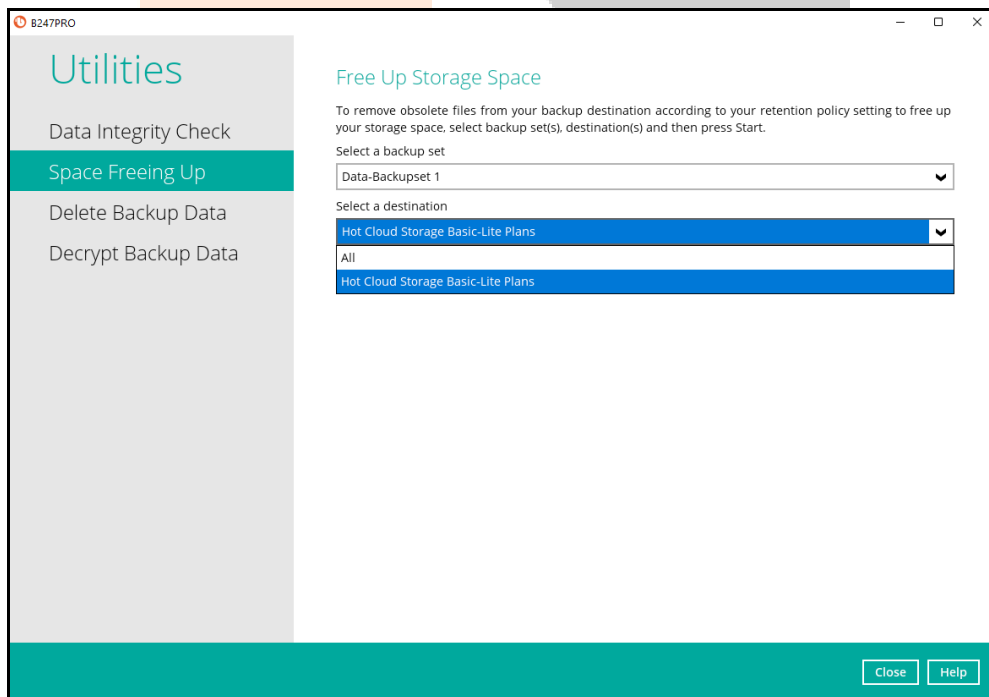 B247PRO
Utilities
Data Integrity Check
Space Freeing Up
Delete Backup Data
Decrypt Backup Data
Free Up Storage Space
To remove obsolete files from your backup destination according to your retention policy setting to free up
your storage space, select backup set(s), destination(s) and then press Start.
Select a backup set
Data-Backupset 1
Select a destination
Hot Cloud Storage Basic-Lite Plans
All
Hot Cloud Storage Basic-Lite Plans
Close
Help